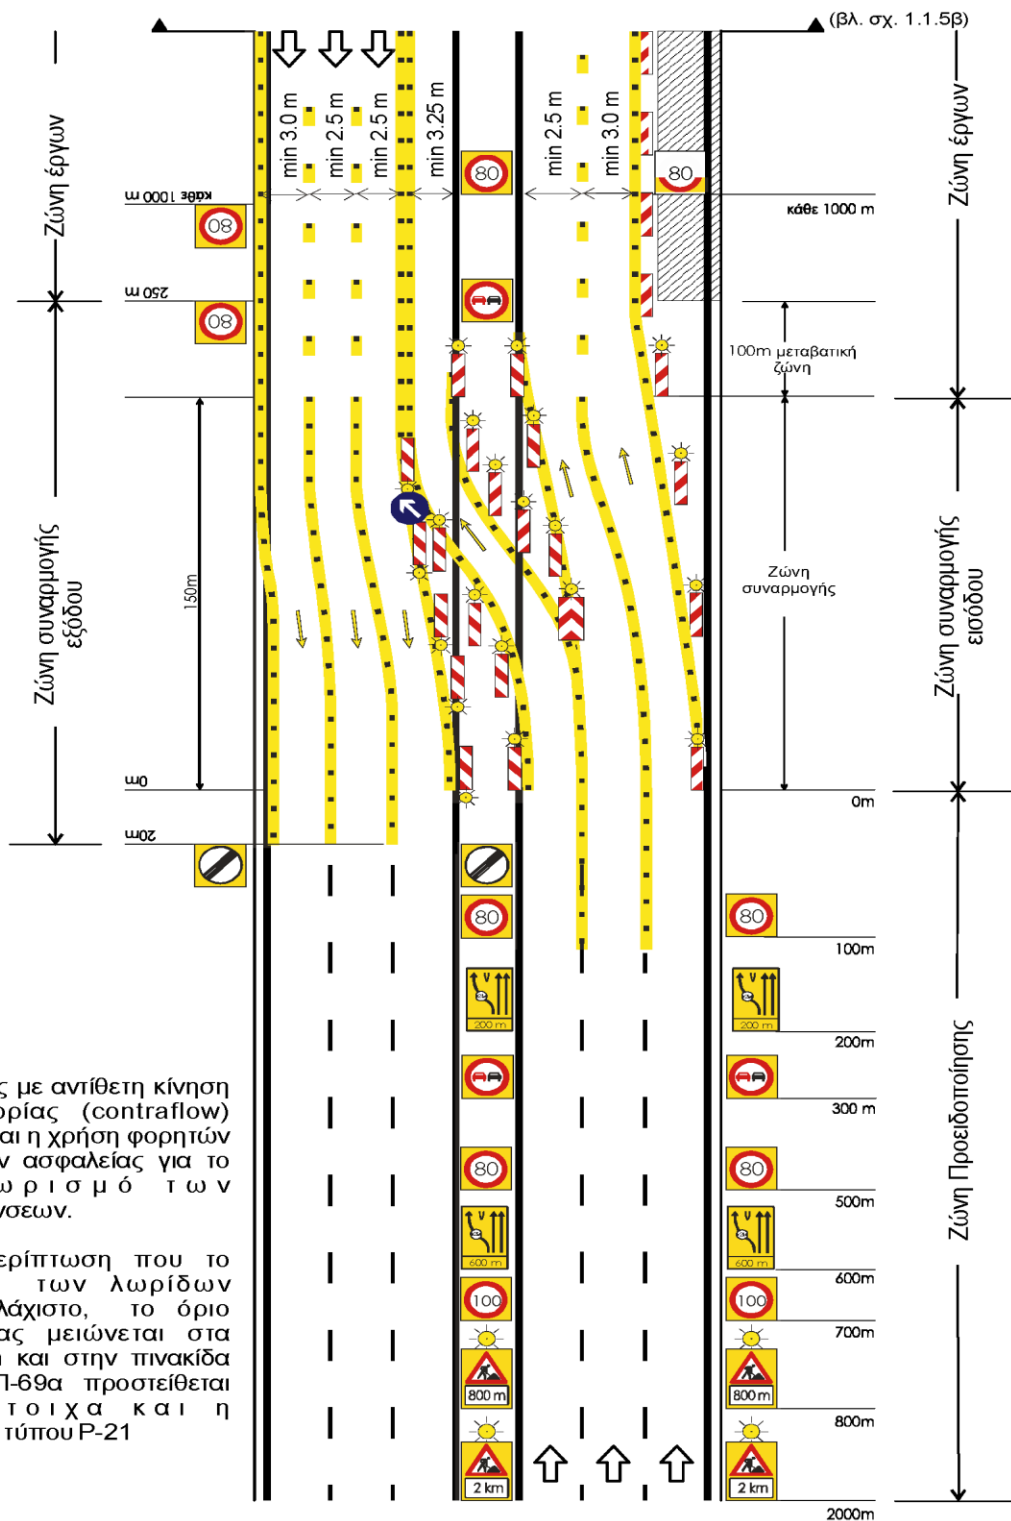 (βλ. σχ. 1.1.5β)
Ζώνη έργων
min 3.0 m
min 2.5 m
min 2.5 m
min 3.25 m
min 2.5 m
min 3.0 m
Ζώνη έργων
80
80
κάθε 1000 m
κάθε 1000 m
80
250 m
80
100m μεταβατική
ζώνη
Ζώνη συναρμογής
εξόδου
150m
Ζώνη
συναρμογής
Ζώνη συναρμογής
εισόδου
0m
0m
20m
80
80
100m
V
200 m
V
200 m
200m
300 m
80
80
500m
V
600 m
V
600 m
600m
100
100
700m
800 m
800 m
800m
2 km
2 km
2000m
Ζώνη Προειδοποίησης
ς με αντίθετη κίνηση
ορίας (contraflow)
αι η χρήση φορητών
ν ασφαλείας για το
ωρισμό των
νσεων.
ερίπτωση που το
των λωρίδων
λάχιστο, το όριο
ας μειώνεται στα
και στην πινακίδα
Π-69α προστίθεται
τοιχα και η
τύπου Ρ-21